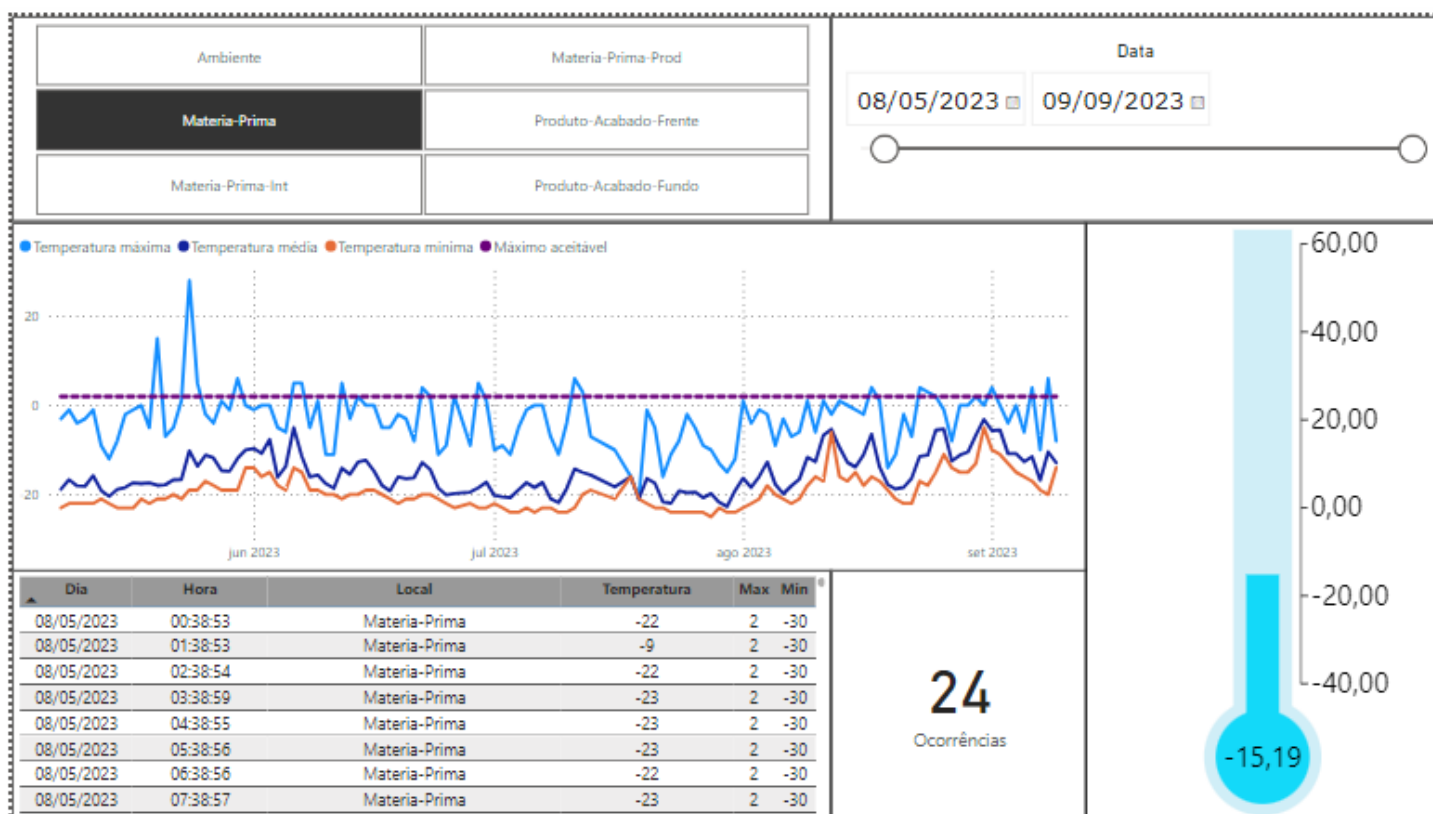 Ambiente Materia-Prima-Prod
Materia-Prima Produto-Acabado-Frente
Materia-Prima-Int Produto-Acabado-Fundo
Data
08/05/2023 09/09/2023
Temperatura máxima Temperatura média Temperatura mínima Máximo aceitável
20
0
-20
jun 2023 jul 2023 ago 2023 set 2023
60,00
40,00
20,00
0,00
-20,00
-40,00
-15,19
Dia Hora Local Temperatura Max Min
08/05/2023 00:38:53 Materia-Prima -22 2 -30
08/05/2023 01:38:53 Materia-Prima -9 2 -30
08/05/2023 02:38:54 Materia-Prima -22 2 -30
08/05/2023 03:38:59 Materia-Prima -23 2 -30
08/05/2023 04:38:55 Materia-Prima -23 2 -30
08/05/2023 05:38:56 Materia-Prima -23 2 -30
08/05/2023 06:38:56 Materia-Prima -22 2 -30
08/05/2023 07:38:57 Materia-Prima -23 2 -30
24
Ocorrências